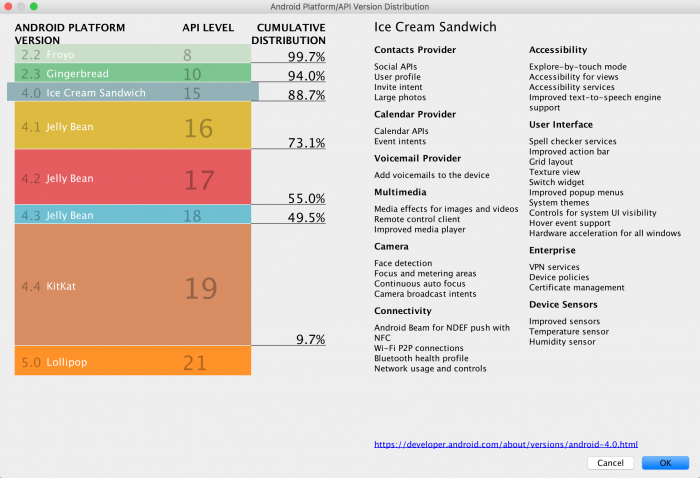 Android Platform/API Version Distribution
ANDROID PLATFORM VERSION
API LEVEL
CUMULATIVE DISTRIBUTION
2.2 Froyo 8 99.7%
2.3 Gingerbread 10 94.0%
4.0 Ice Cream Sandwich 15 88.7%
4.1 Jelly Bean 16 73.1%
4.2 Jelly Bean 17 55.0%
4.3 Jelly Bean 18 49.5%
4.4 KitKat 19 9.7%
5.0 Lollipop 21
Ice Cream Sandwich
Contacts Provider
Social APIs
User profile
Invite intent
Large photos
Calendar Provider
Calendar APIs
Event intents
Voicemail Provider
Add voicemails to the device
Multimedia
Media effects for images and videos
Remote control client
Improved media player
Camera
Face detection
Focus and metering areas
Continuous auto focus
Camera broadcast intents
Connectivity
Android Beam for NDEF push with
NFC
Wi-Fi P2P connections
Bluetooth health profile
Network usage and controls
Accessibility
Explore-by-touch mode
Accessibility for views
Accessibility services
Improved text-to-speech engine
support
User Interface
Spell checker services
Improved action bar
Grid layout
Texture view
Switch widget
Improved popup menus
System themes
Controls for system UI visibility
Hover event support
Hardware acceleration for all windows
Enterprise
VPN services
Device policies
Certificate management
Device Sensors
Improved sensors
Temperature sensor
Humidity sensor
https://developer.android.com/about/versions/android-4.0.html
Cancel
OK